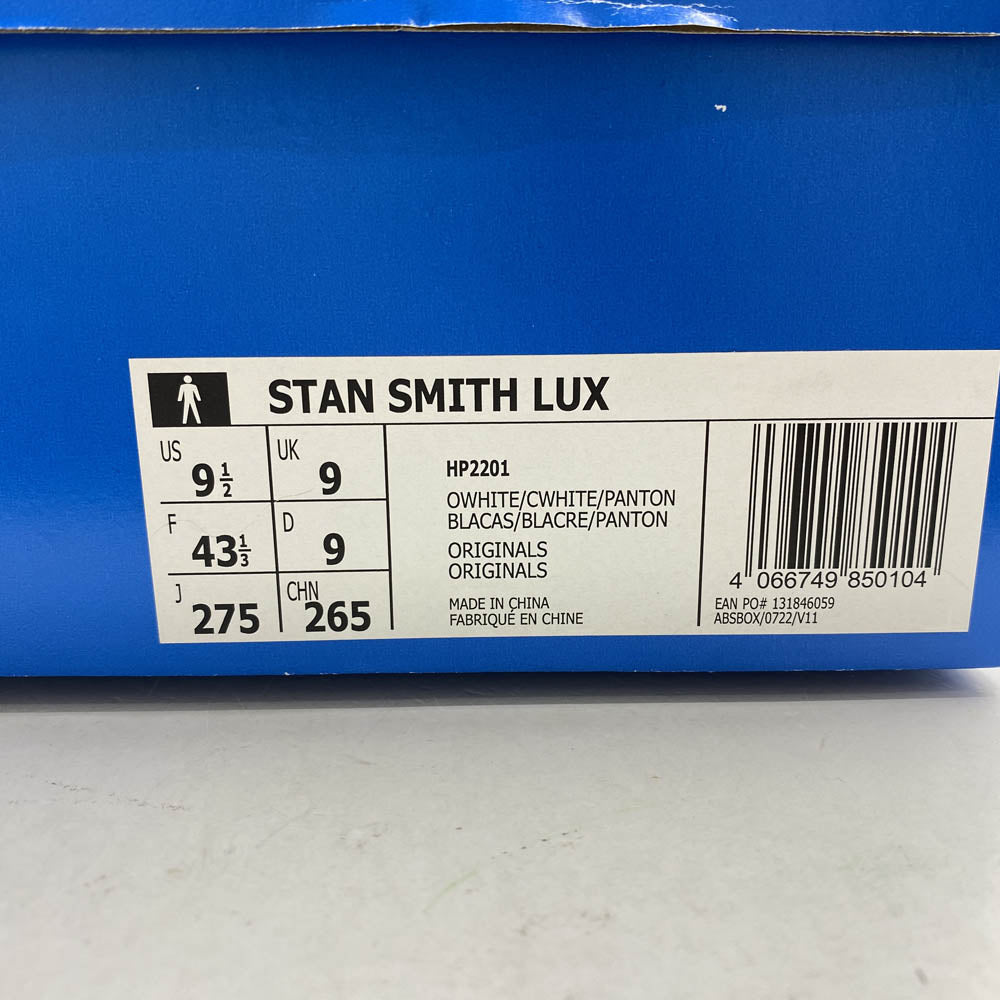 STAN SMITH LUX
US 9 1/2
UK 9
F 43 1/3
D 9
J 275
CHN 265
HP2201
OWHITE/CWHITE/PANTON
BLACAS/BLACRE/PANTON
ORIGINALS
ORIGINALS
MADE IN CHINA
FABRIQUÉ EN CHINE
4 066749 850104
EAN PO# 131846059
ABSBOX/0722/V11